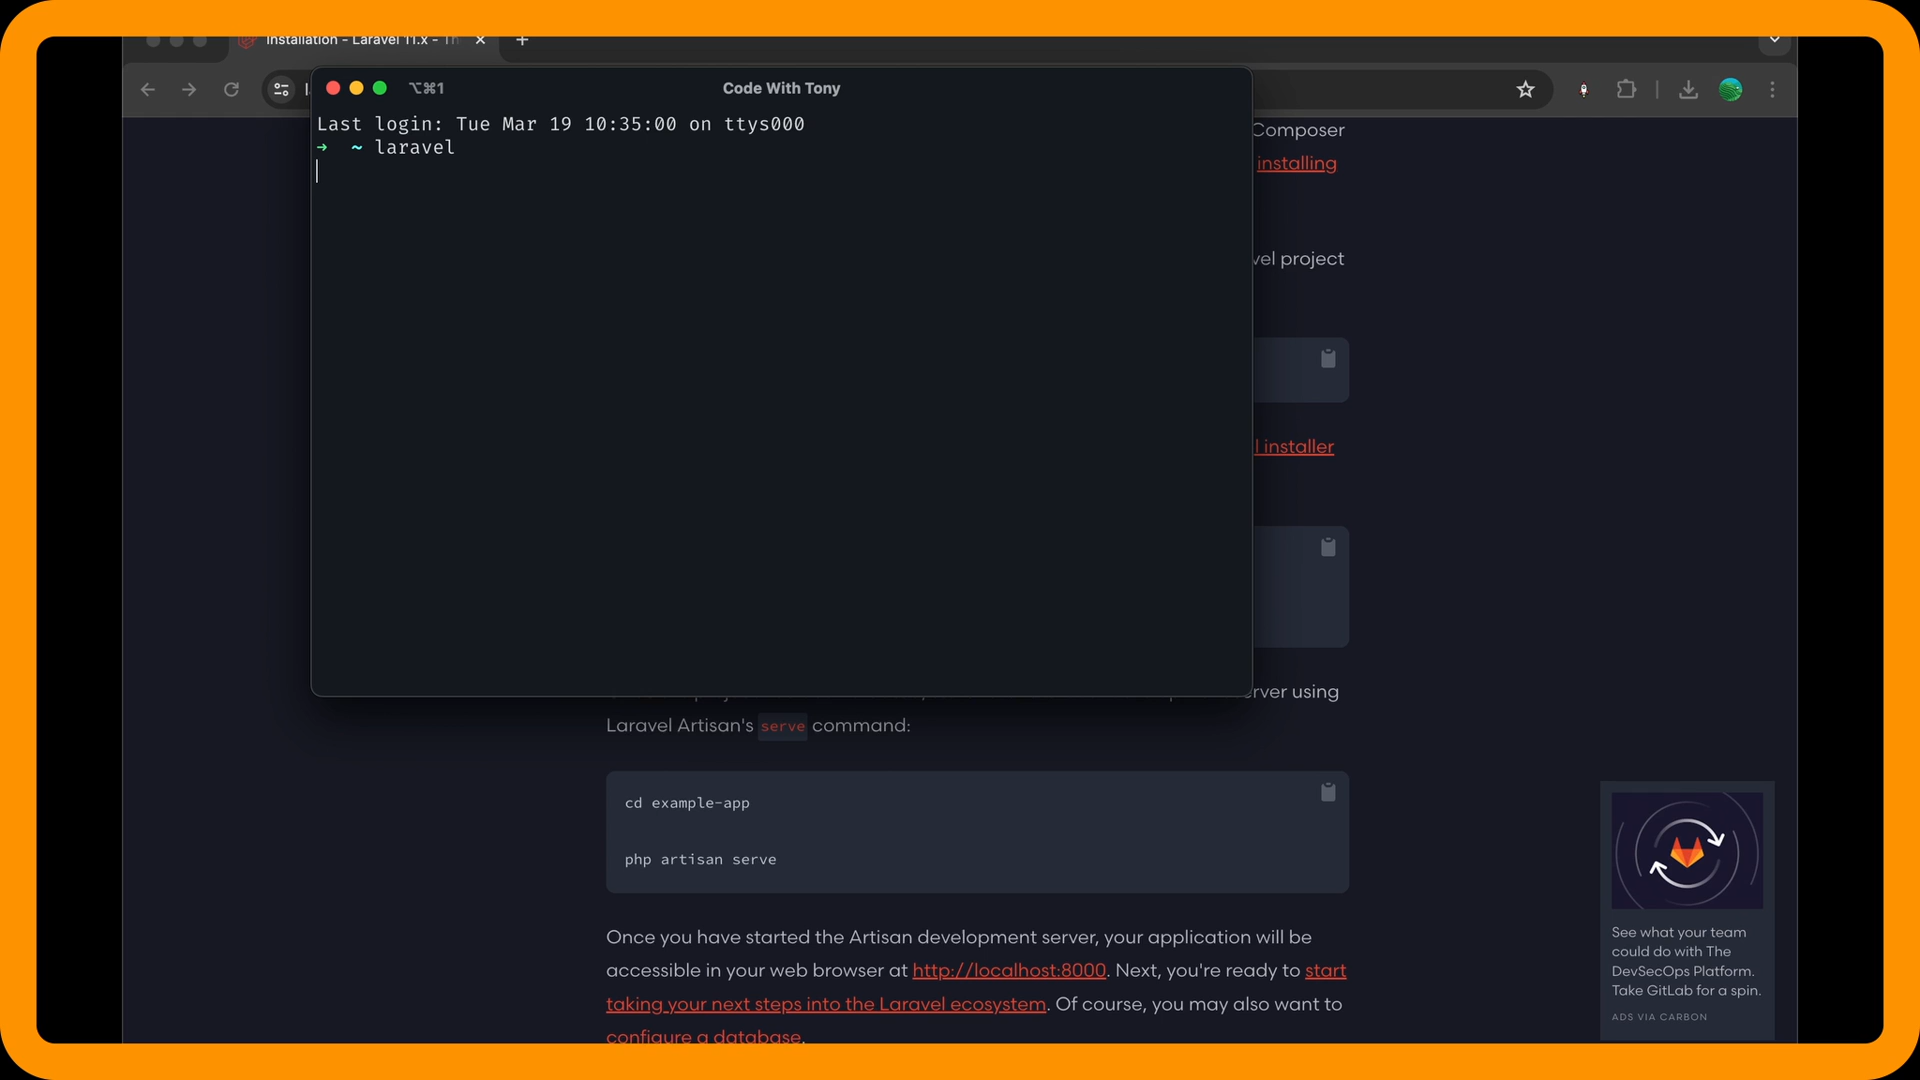 Installation - Laravel 11.x - Th
⌥⌘1
Code With Tony
Last login: Tue Mar 19 10:35:00 on ttys000
➜ ~ laravel
Composer
installing
project
installer
using
Laravel Artisan's serve command:
cd example-app
php artisan serve
Once you have started the Artisan development server, your application will be
accessible in your web browser at http://localhost:8000. Next, you're ready to start
taking your next steps into the Laravel ecosystem. Of course, you may also want to
configure a database.
See what your team
could do with The
DevSecOps Platform.
Take GitLab for a spin.
ADS VIA CARBON